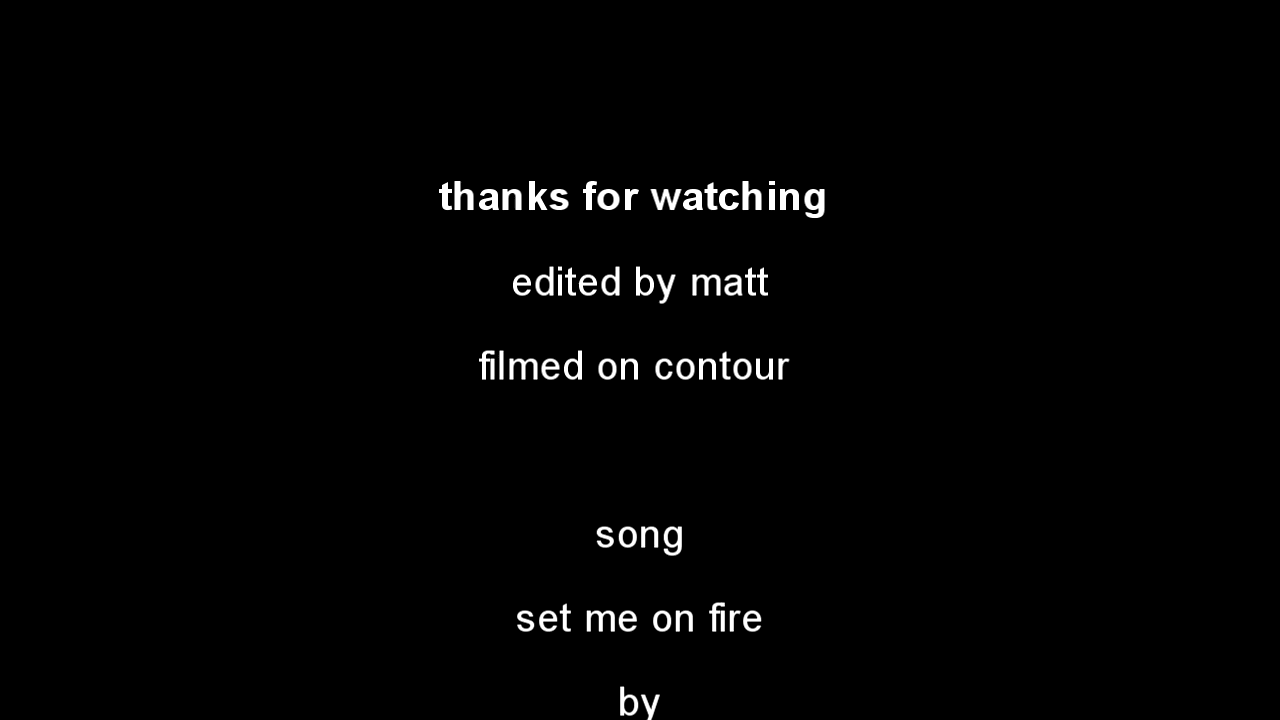 thanks for watching
edited by matt
filmed on contour
song
set me on fire
by